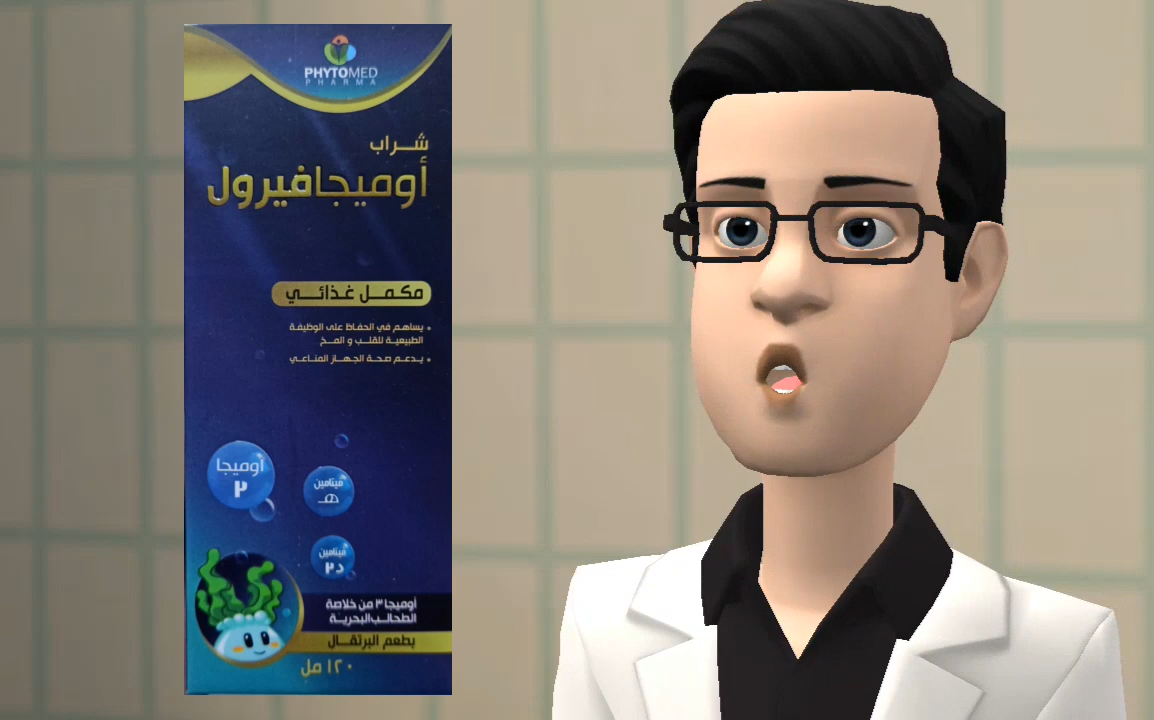 PHYTOMED
PHARMA
شراب
أوميجافيرول
مكمل غذائي
• يساهم في الحفاظ على الوظيفة
الطبيعية للقلب و المخ
• يدعم صحة الجهاز المناعي
أوميجا
٣
فيتامين
هـ
فيتامين
د٣
أوميجا ٣ من خلاصة
الطحالب البحرية
بطعم البرتقال
١٢٠ مل